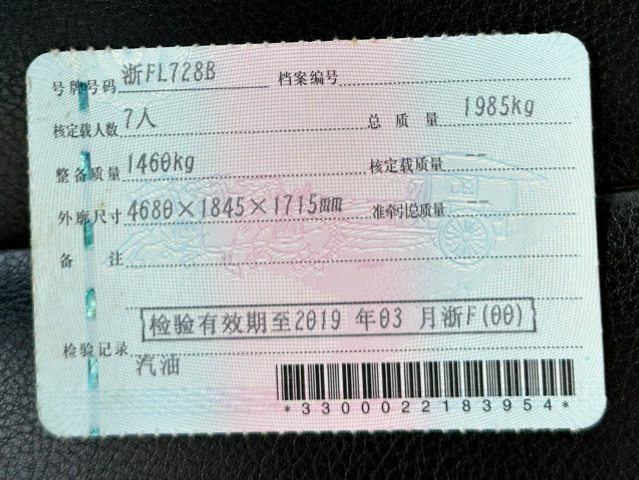 号牌号码 浙FL728B 档案编号
核定载人数 7人 总质量 1985kg
整备质量 1460kg 核定载质量 --
外廓尺寸 4680×1845×1715mm 准牵引总质量 --
备注
检验有效期至2019 年03 月浙F(00)
检验记录
汽油
*3300022183954*